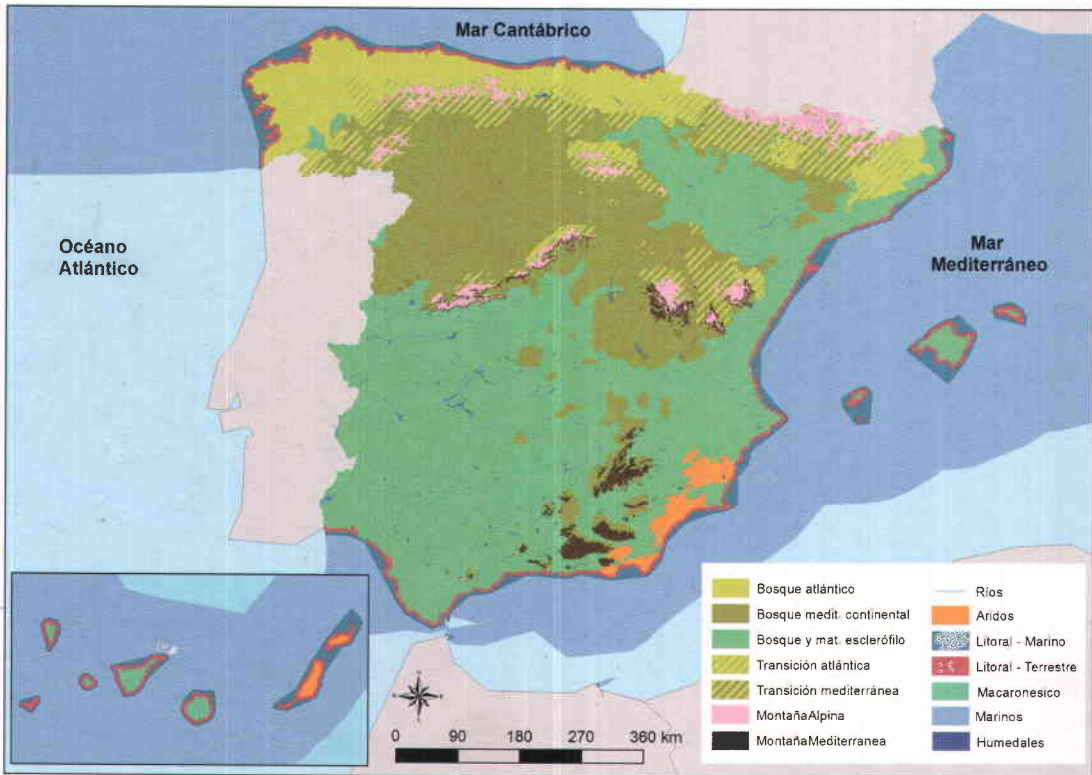 Mar Cantábrico
Océano
Atlántico
Mar
Mediterráneo
Bosque atlántico
Bosque medit. continental
Bosque y mat. esclerófilo
Transición atlántica
Transición mediterránea
MontañaAlpina
MontañaMediterranea
Ríos
Aridos
Litoral - Marino
Litoral - Terrestre
Macaronesico
Marinos
Humedales
0 90 180 270 360 km